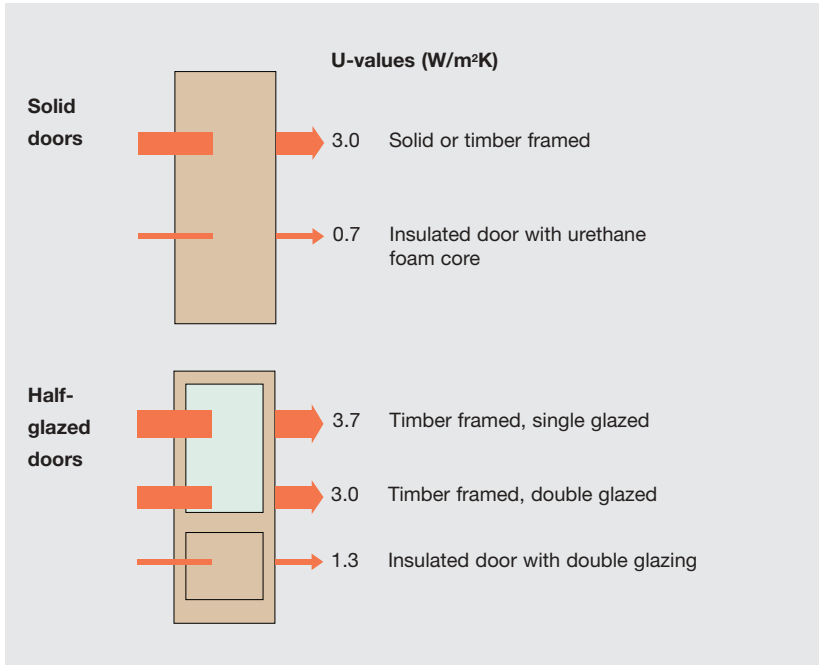 U-values (W/m²K)
Solid
doors
3.0 Solid or timber framed
0.7 Insulated door with urethane
foam core
Half-
glazed
doors
3.7 Timber framed, single glazed
3.0 Timber framed, double glazed
1.3 Insulated door with double glazing